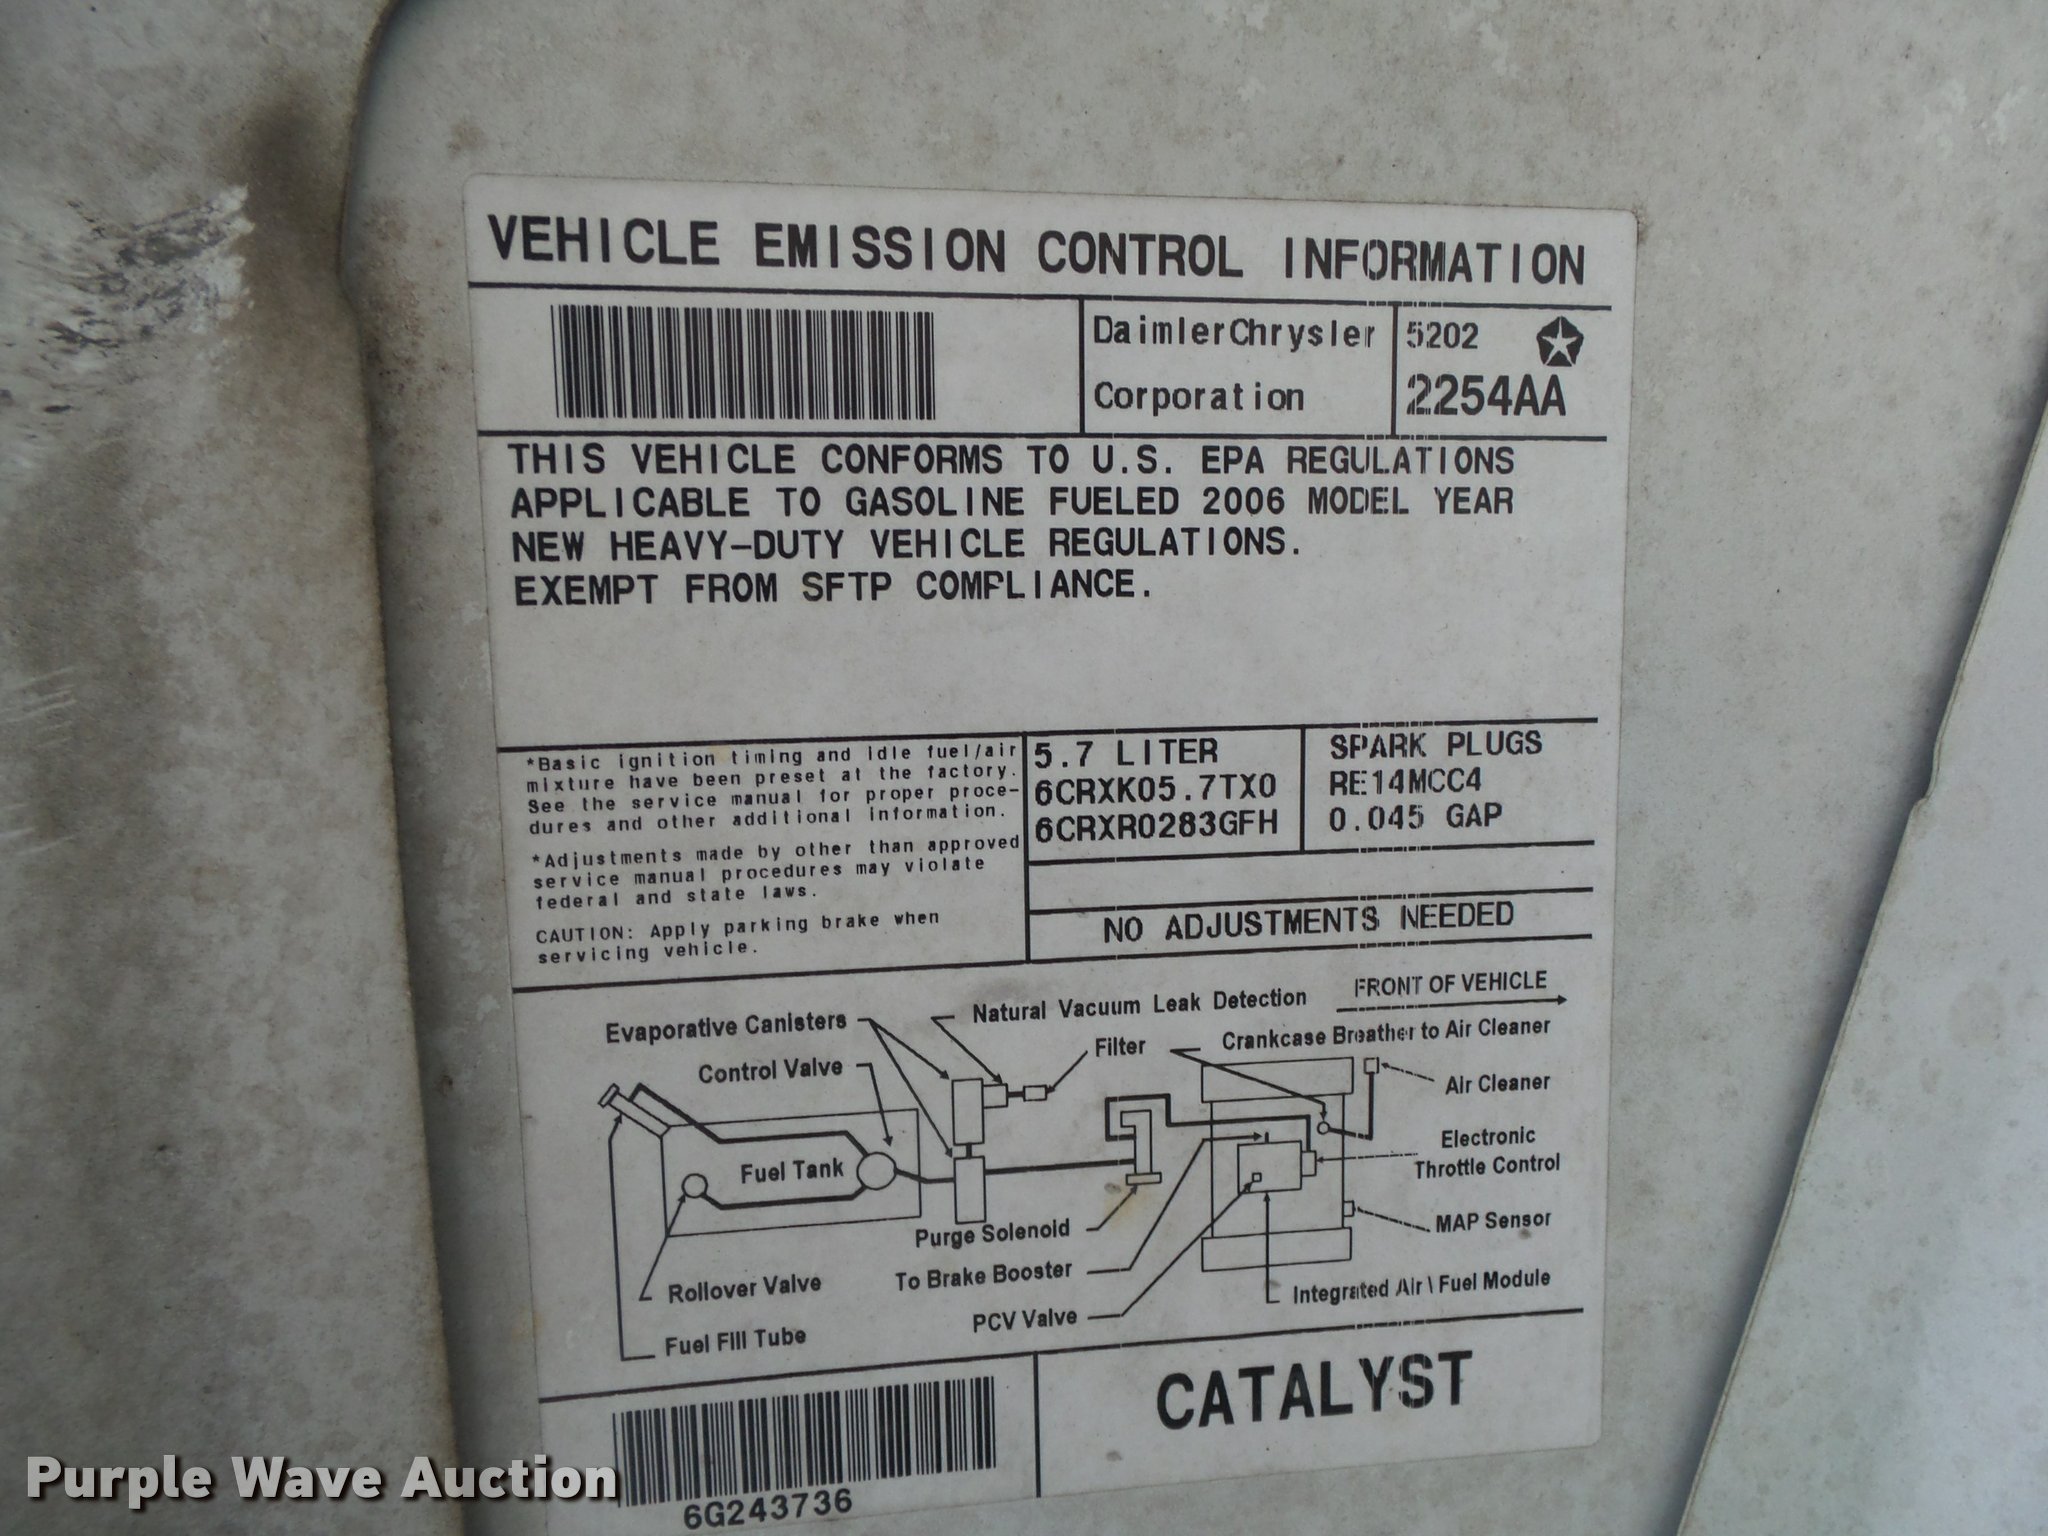 VEHICLE EMISSION CONTROL INFORMATION
DaimlerChrysler
Corporation
5202
2254AA
THIS VEHICLE CONFORMS TO U.S. EPA REGULATIONS
APPLICABLE TO GASOLINE FUELED 2006 MODEL YEAR
NEW HEAVY-DUTY VEHICLE REGULATIONS.
EXEMPT FROM SFTP COMPLIANCE.
*Basic ignition timing and idle fuel/air
mixture have been preset at the factory.
See the service manual for proper proce-
dures and other additional information.
*Adjustments made by other than approved
service manual procedures may violate
federal and state laws.
CAUTION: Apply parking brake when
servicing vehicle.
5.7 LITER
6CRXK05.7TX0
6CRXR0283GFH
SPARK PLUGS
RE14MCC4
0.045 GAP
NO ADJUSTMENTS NEEDED
FRONT OF VEHICLE
Natural Vacuum Leak Detection
Evaporative Canisters
Crankcase Breather to Air Cleaner
Filter
Control Valve
Air Cleaner
Electronic
Throttle Control
Fuel Tank
MAP Sensor
Purge Solenoid
To Brake Booster
Rollover Valve
Integrated Air \ Fuel Module
PCV Valve
Fuel Fill Tube
CATALYST
6G243736
Purple Wave Auction